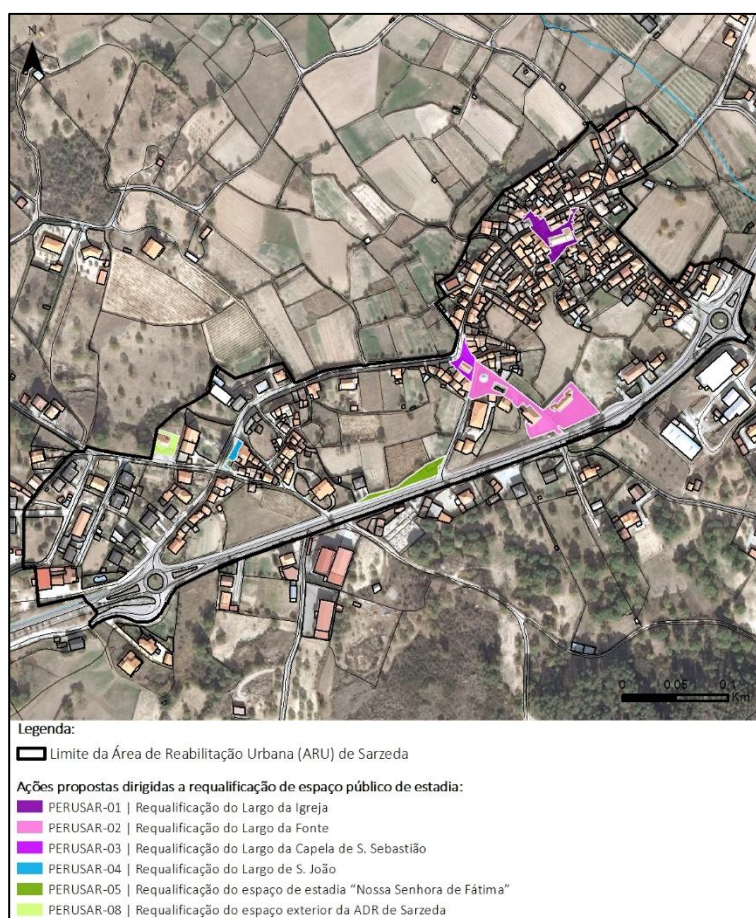 N
0 0.05 0.1
Km
Legenda:
Limite da Área de Reabilitação Urbana (ARU) de Sarzeda
Ações propostas dirigidas a requalificação de espaço público de estadia:
PERUSAR-01 | Requalificação do Largo da Igreja
PERUSAR-02 | Requalificação do Largo da Fonte
PERUSAR-03 | Requalificação do Largo da Capela de S. Sebastião
PERUSAR-04 | Requalificação do Largo de S. João
PERUSAR-05 | Requalificação do espaço de estadia “Nossa Senhora de Fátima”
PERUSAR-08 | Requalificação do espaço exterior da ADR de Sarzeda